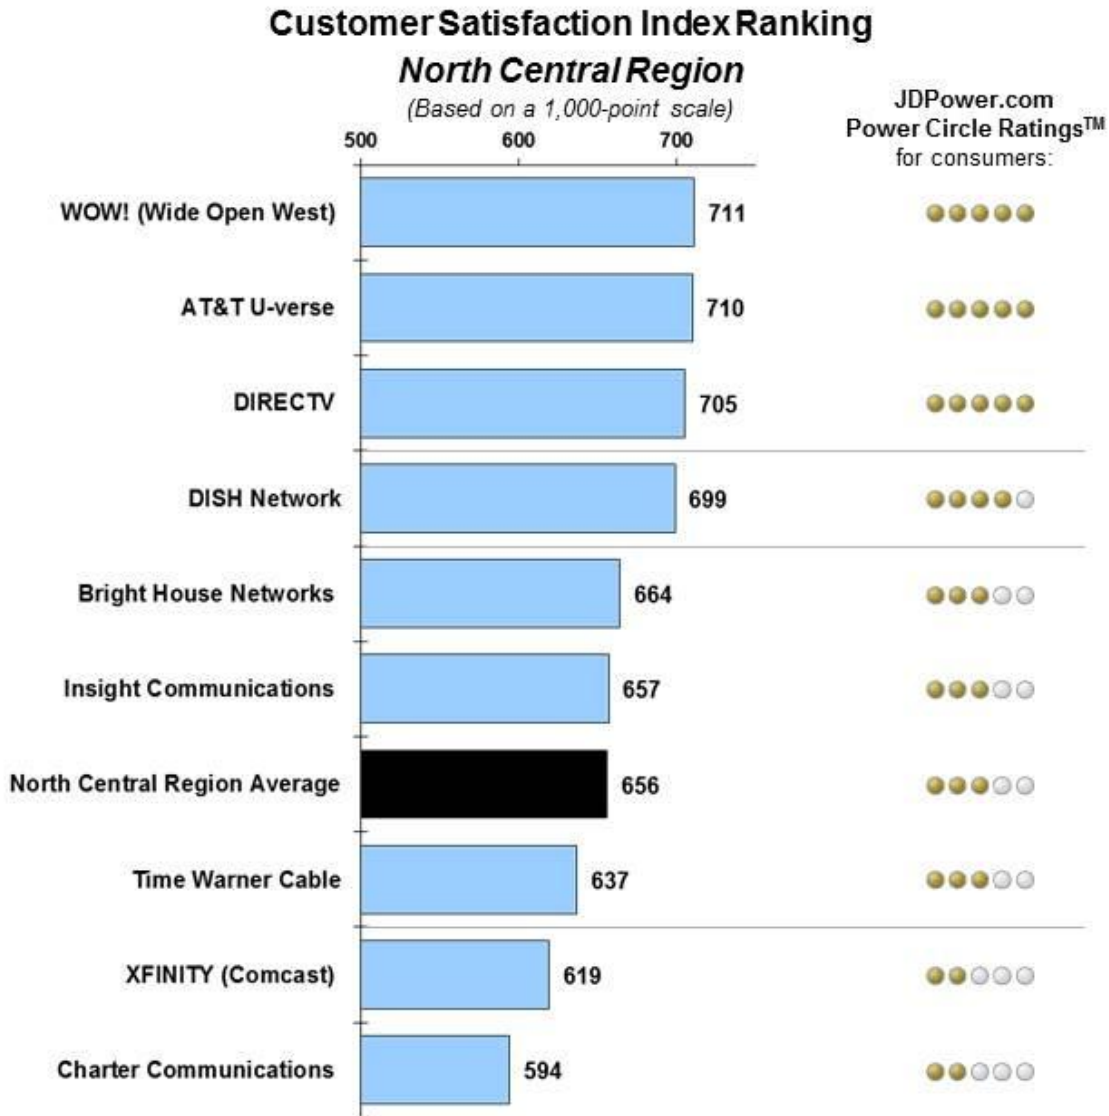 Customer Satisfaction Index Ranking
North Central Region
(Based on a 1,000-point scale)
JDPower.com
Power Circle Ratings™
for consumers:
500 600 700
WOW! (Wide Open West) 711
AT&T U-verse 710
DIRECTV 705
DISH Network 699
Bright House Networks 664
Insight Communications 657
North Central Region Average 656
Time Warner Cable 637
XFINITY (Comcast) 619
Charter Communications 594